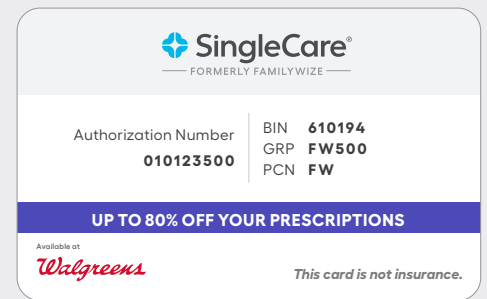 SingleCare®
FORMERLY FAMILYWIZE
Authorization Number
010123500
BIN 610194
GRP FW500
PCN FW
UP TO 80% OFF YOUR PRESCRIPTIONS
Available at
Walgreens
This card is not insurance.